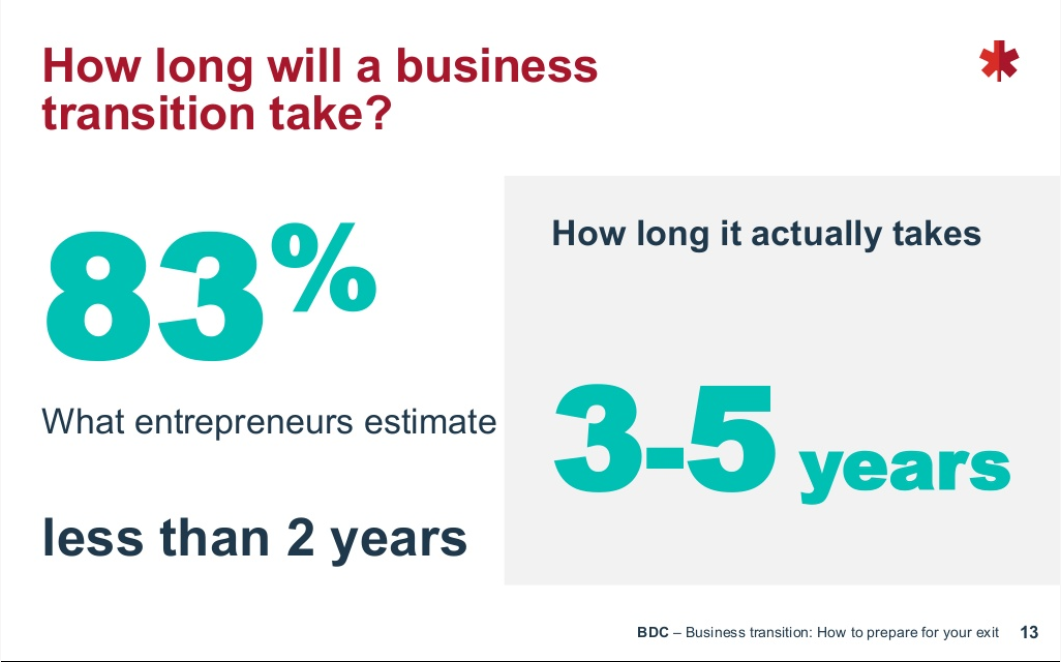 How long will a business
transition take?
83%
What entrepreneurs estimate
less than 2 years
How long it actually takes
3-5 years
BDC – Business transition: How to prepare for your exit 13